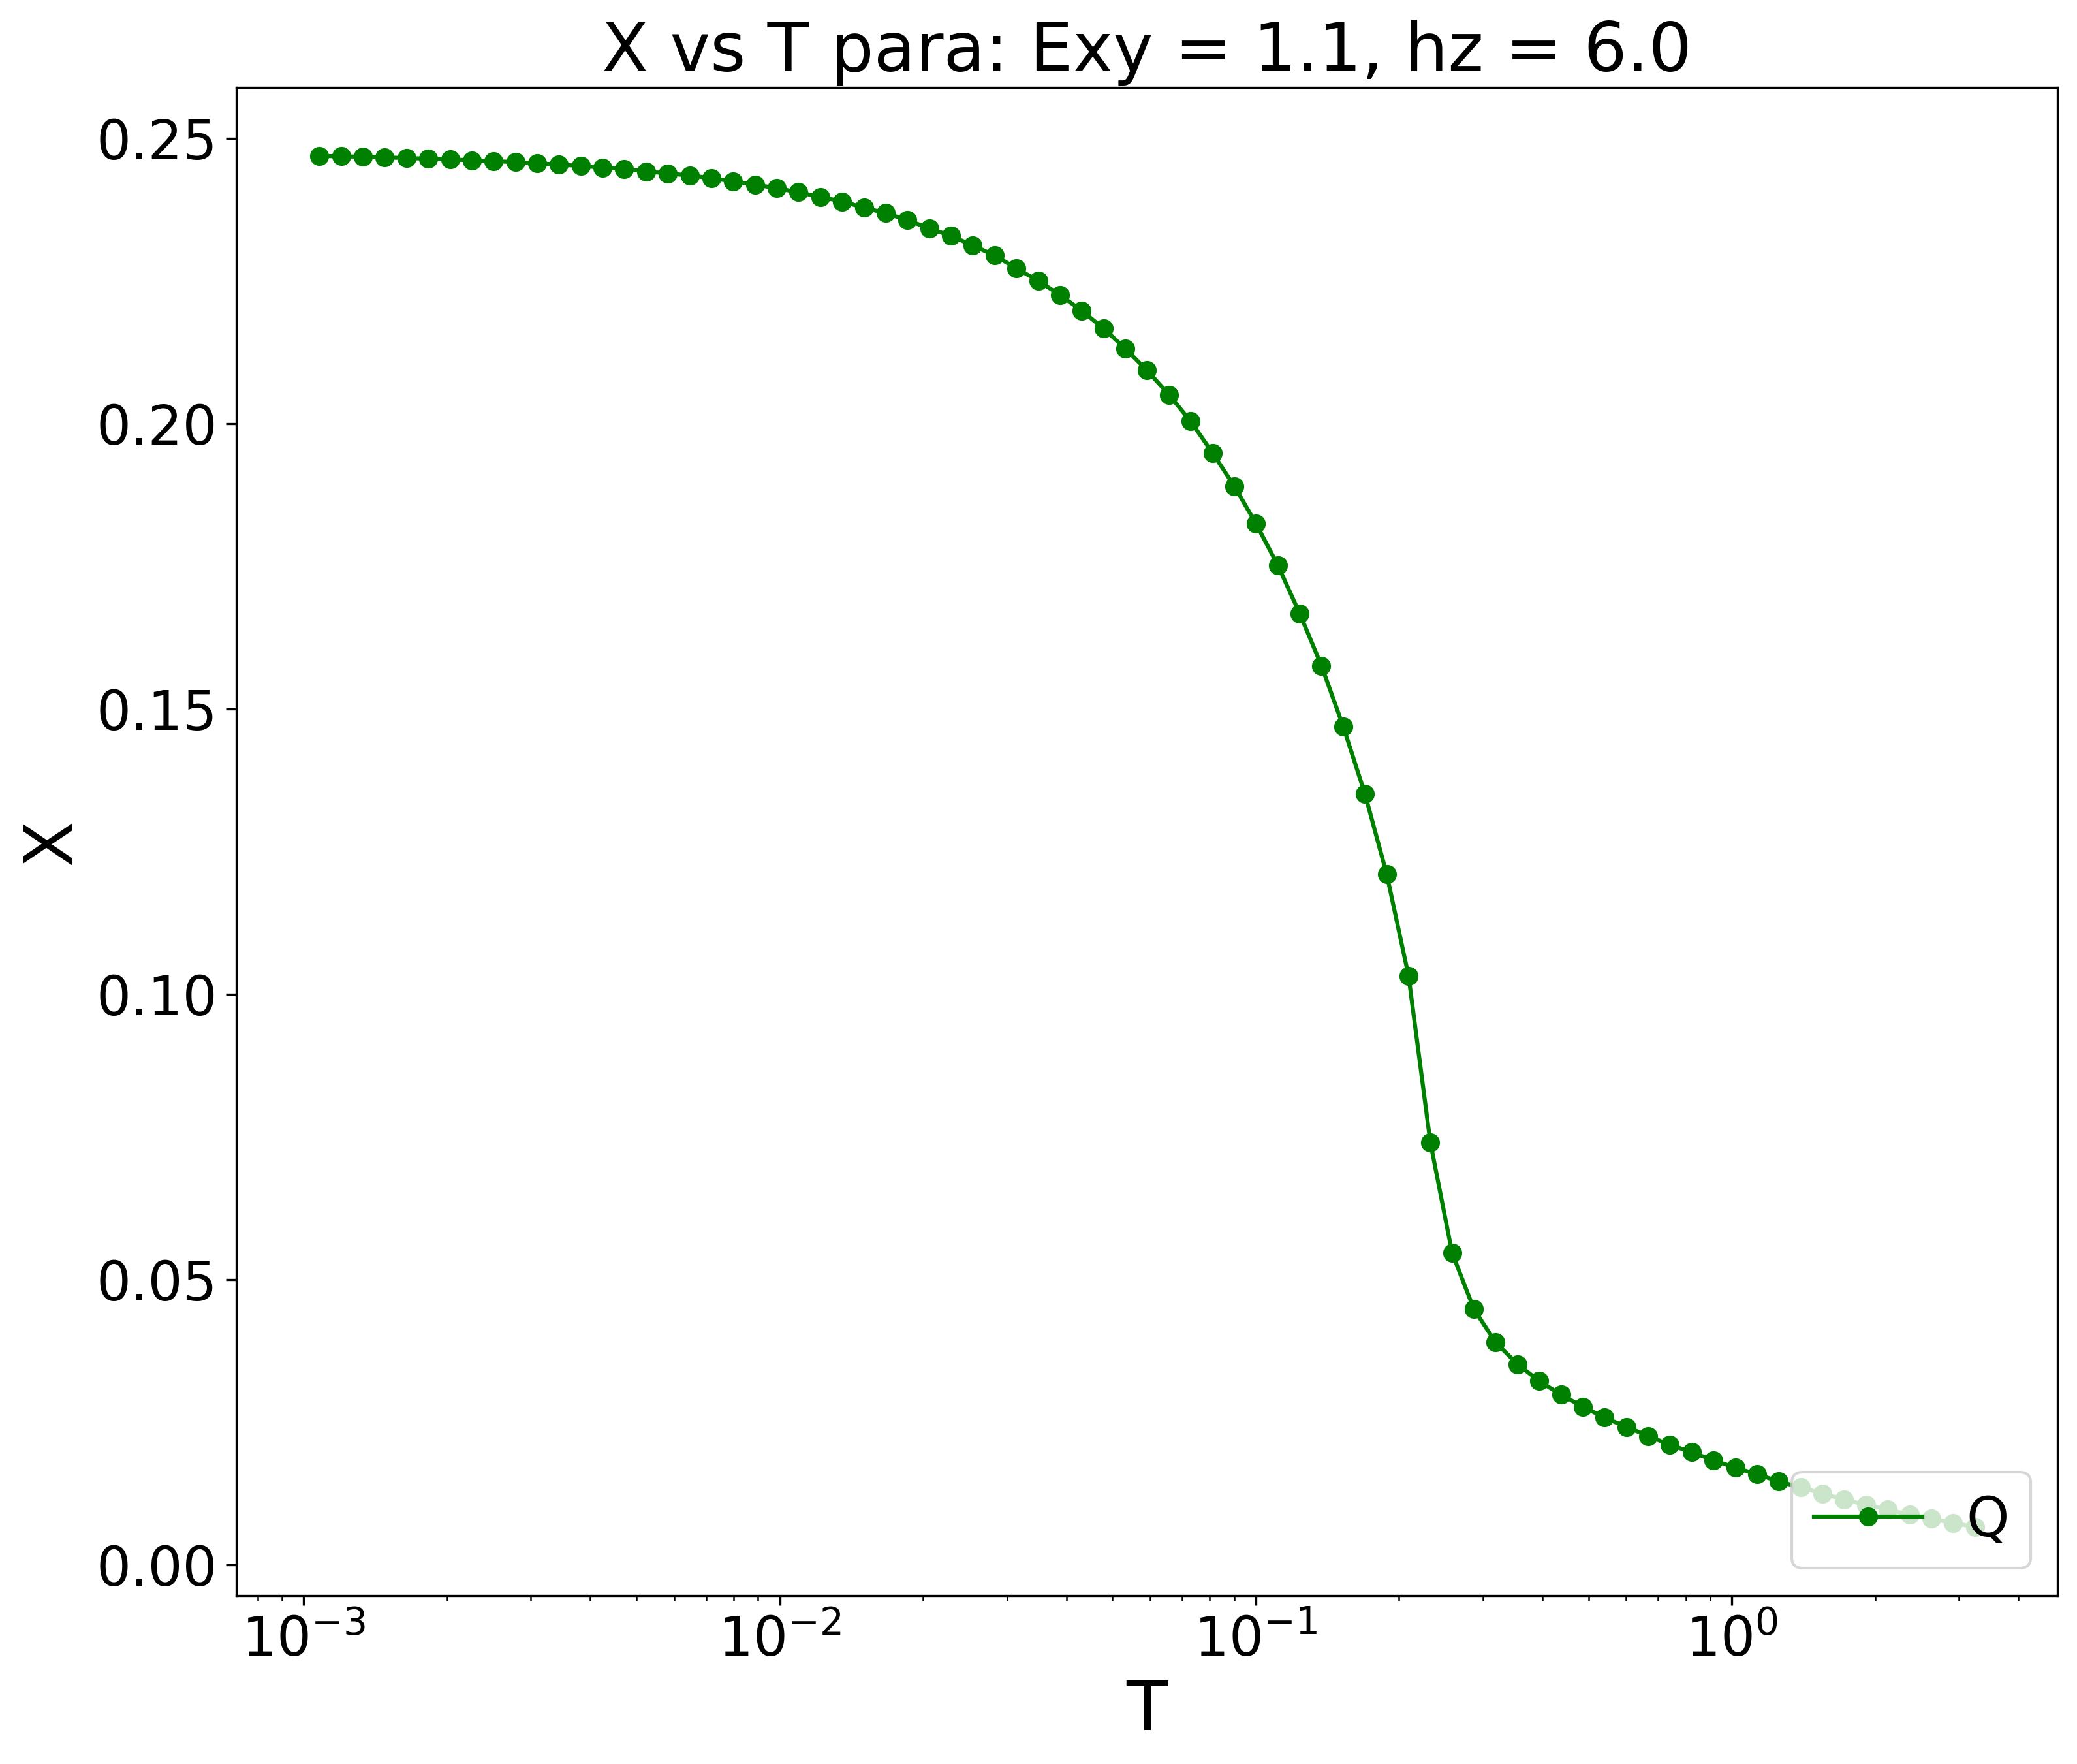 X vs T para: Exy = 1.1, hz = 6.0
0.25
0.20
0.15
0.10
0.05
0.00
X
10⁻³ 10⁻² 10⁻¹ 10⁰
T
Q